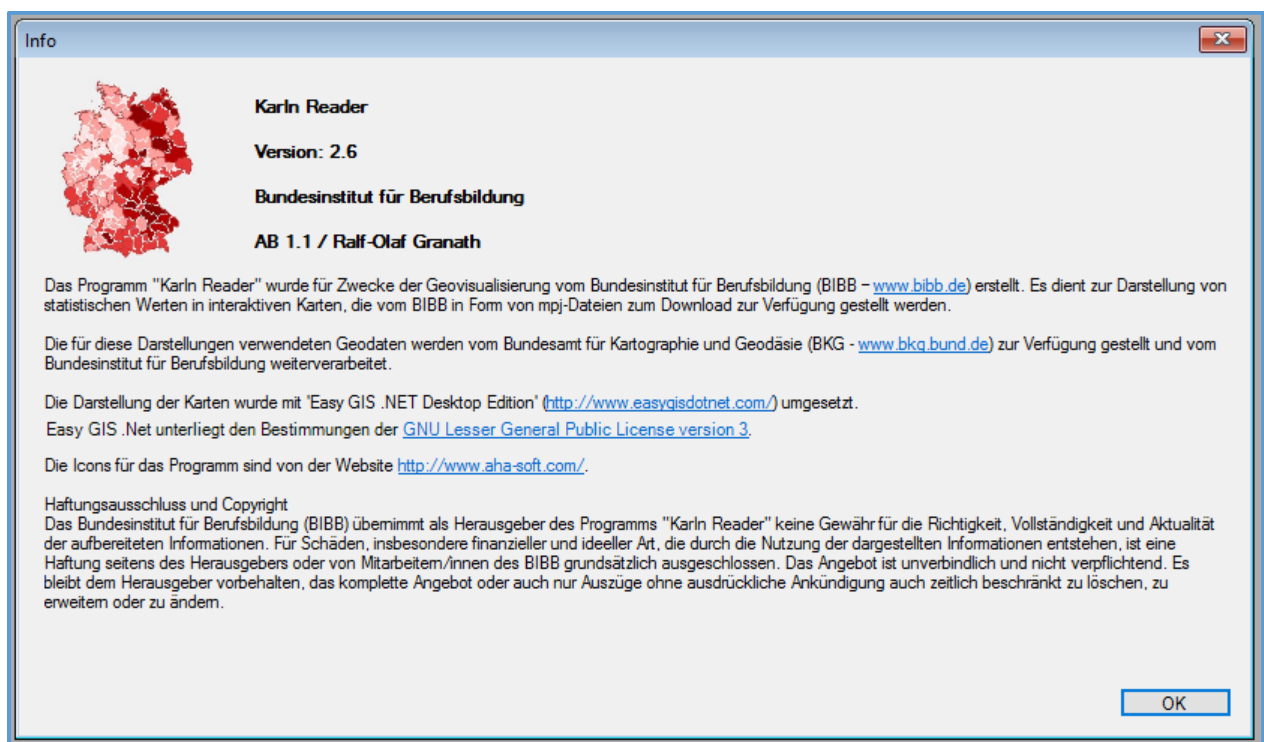 Info
KarIn Reader
Version: 2.6
Bundesinstitut für Berufsbildung
AB 1.1 / Ralf-Olaf Granath
Das Programm "KarIn Reader" wurde für Zwecke der Geovisualisierung vom Bundesinstitut für Berufsbildung (BIBB – www.bibb.de) erstellt. Es dient zur Darstellung von
statistischen Werten in interaktiven Karten, die vom BIBB in Form von mpj-Dateien zum Download zur Verfügung gestellt werden.
Die für diese Darstellungen verwendeten Geodaten werden vom Bundesamt für Kartographie und Geodäsie (BKG - www.bkg.bund.de) zur Verfügung gestellt und vom
Bundesinstitut für Berufsbildung weiterverarbeitet.
Die Darstellung der Karten wurde mit 'Easy GIS .NET Desktop Edition' (http://www.easygisdotnet.com/) umgesetzt.
Easy GIS .Net unterliegt den Bestimmungen der GNU Lesser General Public License version 3.
Die Icons für das Programm sind von der Website http://www.aha-soft.com/.
Haftungsausschluss und Copyright
Das Bundesinstitut für Berufsbildung (BIBB) übernimmt als Herausgeber des Programms "KarIn Reader" keine Gewähr für die Richtigkeit, Vollständigkeit und Aktualität
der aufbereiteten Informationen. Für Schäden, insbesondere finanzieller und ideeller Art, die durch die Nutzung der dargestellten Informationen entstehen, ist eine
Haftung seitens des Herausgebers oder von Mitarbeitern/innen des BIBB grundsätzlich ausgeschlossen. Das Angebot ist unverbindlich und nicht verpflichtend. Es
bleibt dem Herausgeber vorbehalten, das komplette Angebot oder auch nur Auszüge ohne ausdrückliche Ankündigung auch zeitlich beschränkt zu löschen, zu
erweitern oder zu ändern.
OK